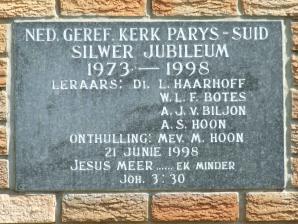 NED. GEREF. KERK PARYS - SUID
SILWER JUBILEUM
1973 — 1998
LERAARS: DI. L. HAARHOFF
W. L. F. BOTES
A. J. V. BILJON
A. S. HOON
ONTHULLING: MEV. M. HOON
21 JUNIE 1998
JESUS MEER ...... EK MINDER
JOH. 3:30